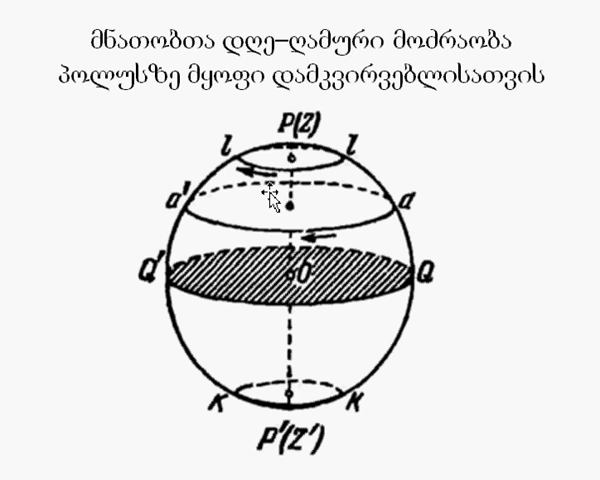 მნათობთა დღე–ღამური მოძრაობა
პოლუსზე მყოფი დამკვირვებლისათვის
P(Z)
l l
a' a
Q' O Q
K K
P'(Z')